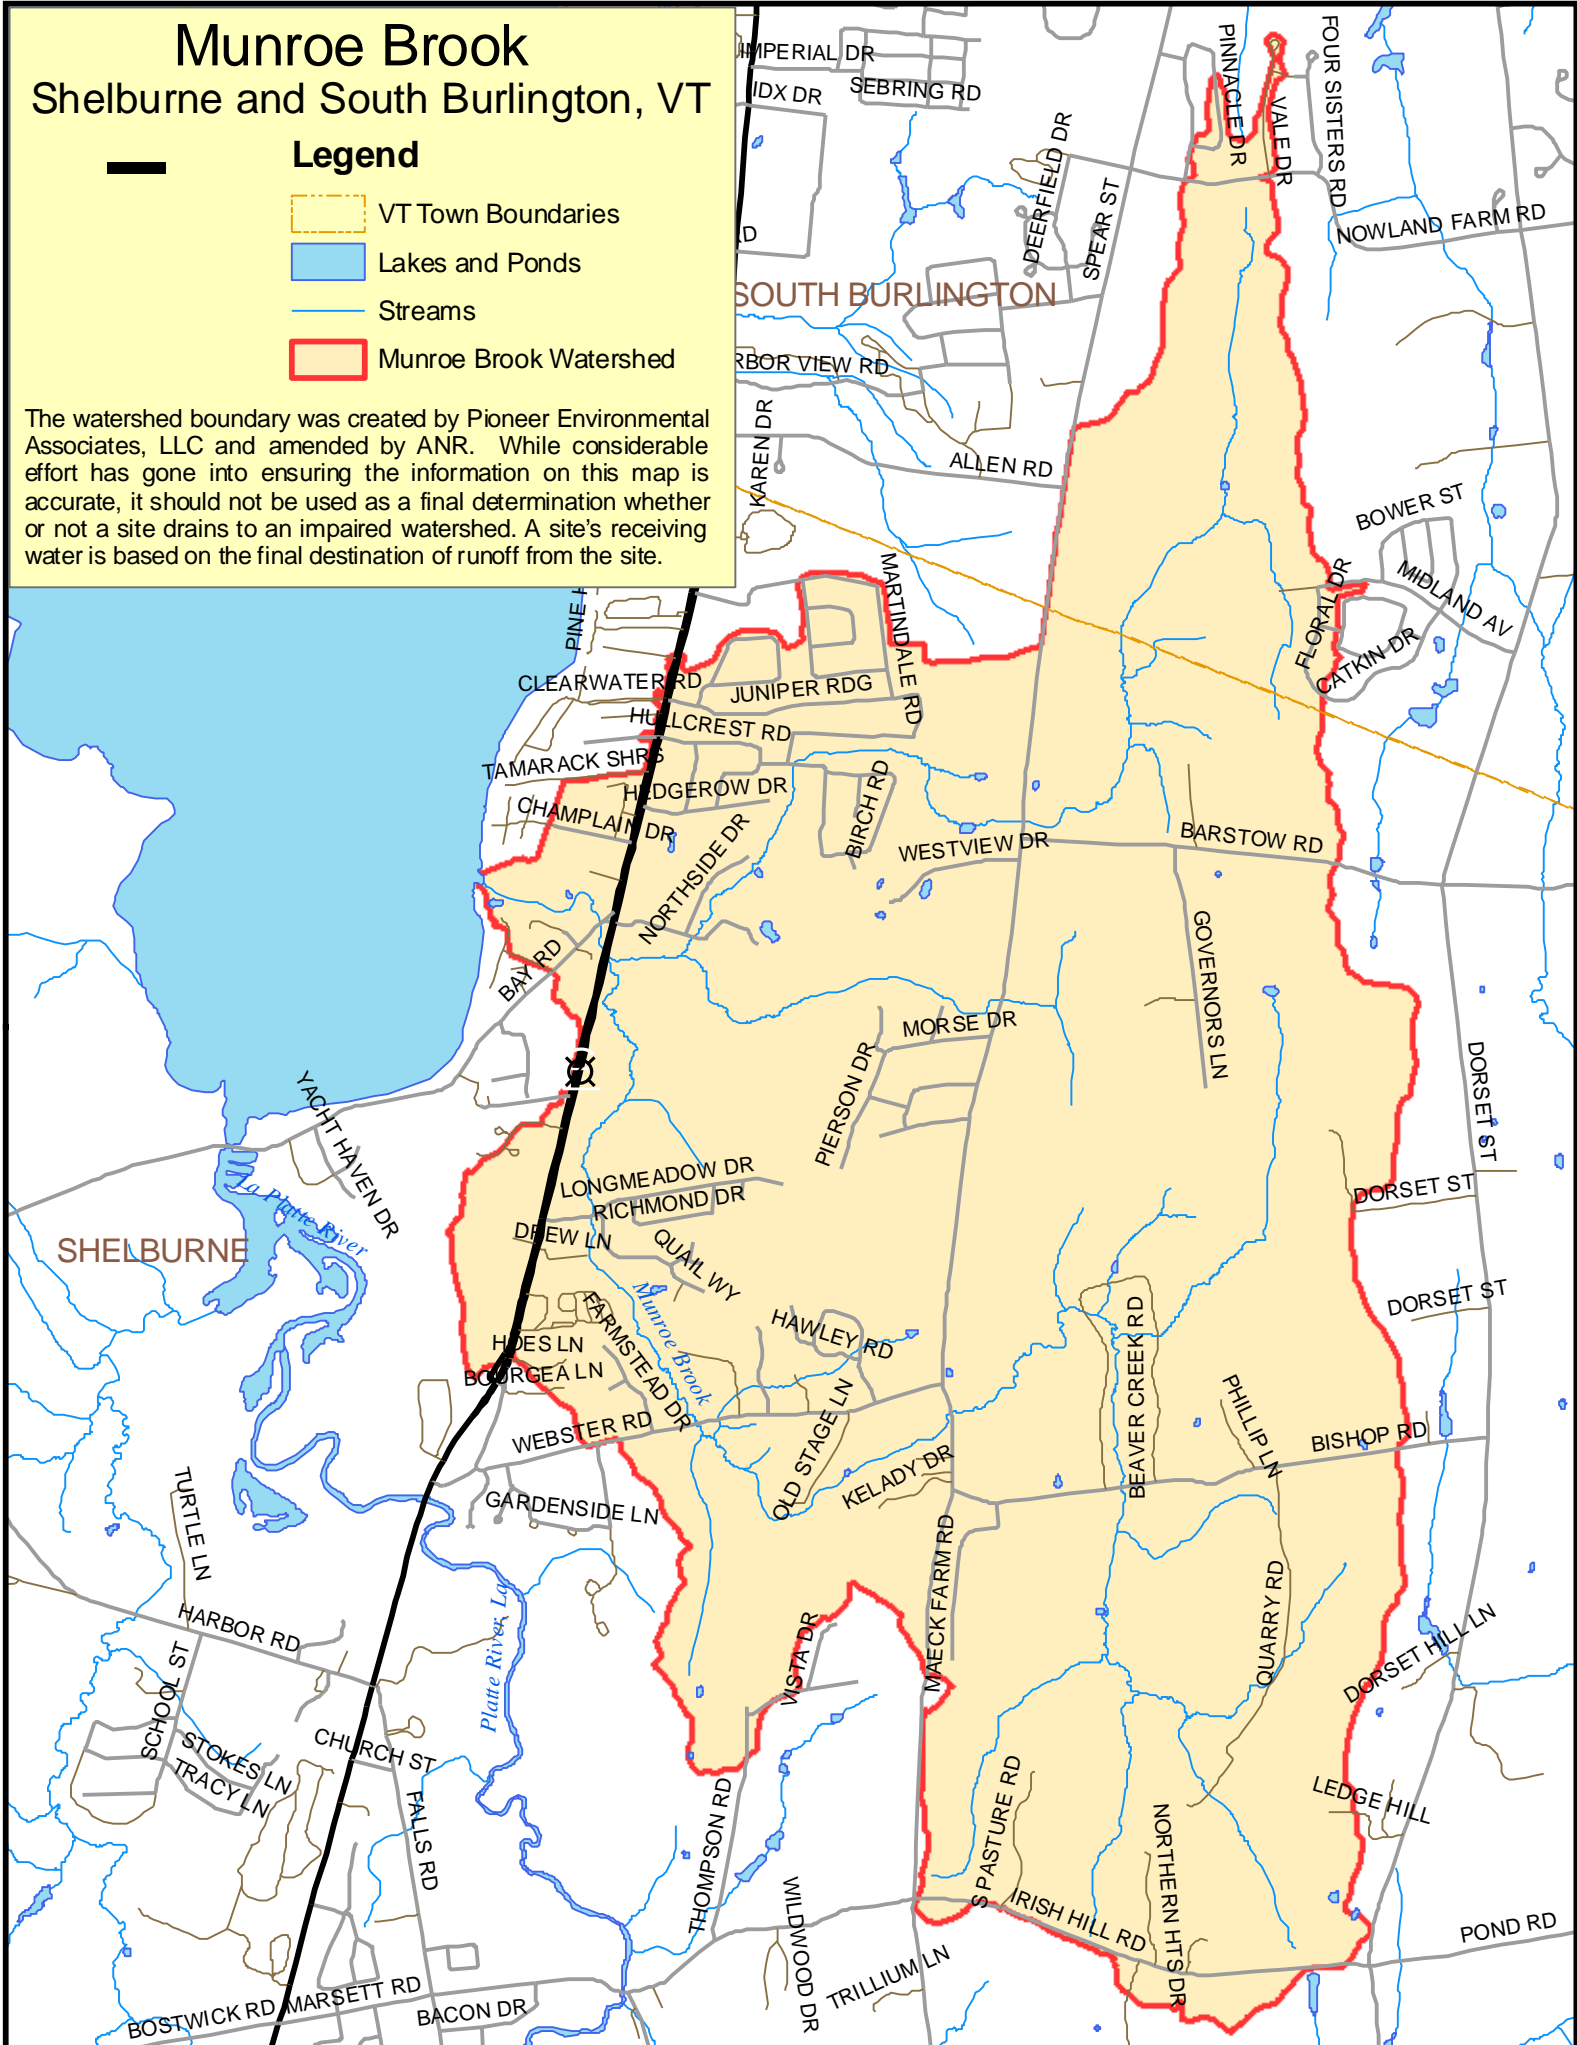 Munroe Brook
Shelburne and South Burlington, VT
Legend
VT Town Boundaries
Lakes and Ponds
Streams
Munroe Brook Watershed
The watershed boundary was created by Pioneer Environmental
Associates, LLC and amended by ANR. While considerable
effort has gone into ensuring the information on this map is
accurate, it should not be used as a final determination whether
or not a site drains to an impaired watershed. A site's receiving
water is based on the final destination of runoff from the site.
IMPERIAL DR
SEBRING RD
IDX DR
PINNACLE DR
VALE DR
FOUR SISTERS RD
DEERFIELD DR
SPEAR ST
NOWLAND FARM RD
RD
SOUTH BURLINGTON
RBOR VIEW RD
KAREN DR
ALLEN RD
BOWER ST
MIDLAND AV
FLORAL DR
CATKIN DR
MARTINDALE RD
PINE
CLEARWATER RD
JUNIPER RDG
HULLCREST RD
TAMARACK SHRS
HEDGEROW DR
CHAMPLAIN DR
BIRCH RD
NORTHSIDE DR
WESTVIEW DR
BARSTOW RD
GOVERNORS LN
BAY RD
MORSE DR
PIERSON DR
DORSET ST
YACHT HAVEN DR
La Platte River
SHELBURNE
LONGMEADOW DR
RICHMOND DR
DREW LN
QUAIL WY
DORSET ST
DORSET ST
Munroe Brook
HAWLEY RD
FARMSTEAD DR
HOES LN
BOURGEA LN
BEAVER CREEK RD
PHILLIP LN
BISHOP RD
WEBSTER RD
OLD STAGE LN
KELADY DR
GARDENSIDE LN
TURTLE LN
MAECK FARM RD
QUARRY RD
Platte River, La
HARBOR RD
VISTA DR
DORSET HILL LN
SCHOOL ST
STOKES LN
TRACY LN
CHURCH ST
FALLS RD
THOMPSON RD
S PASTURE RD
LEDGE HILL
NORTHERN HTS DR
IRISH HILL RD
WILDWOOD DR
TRILLIUM LN
POND RD
BOSTWICK RD
MARSETT RD
BACON DR